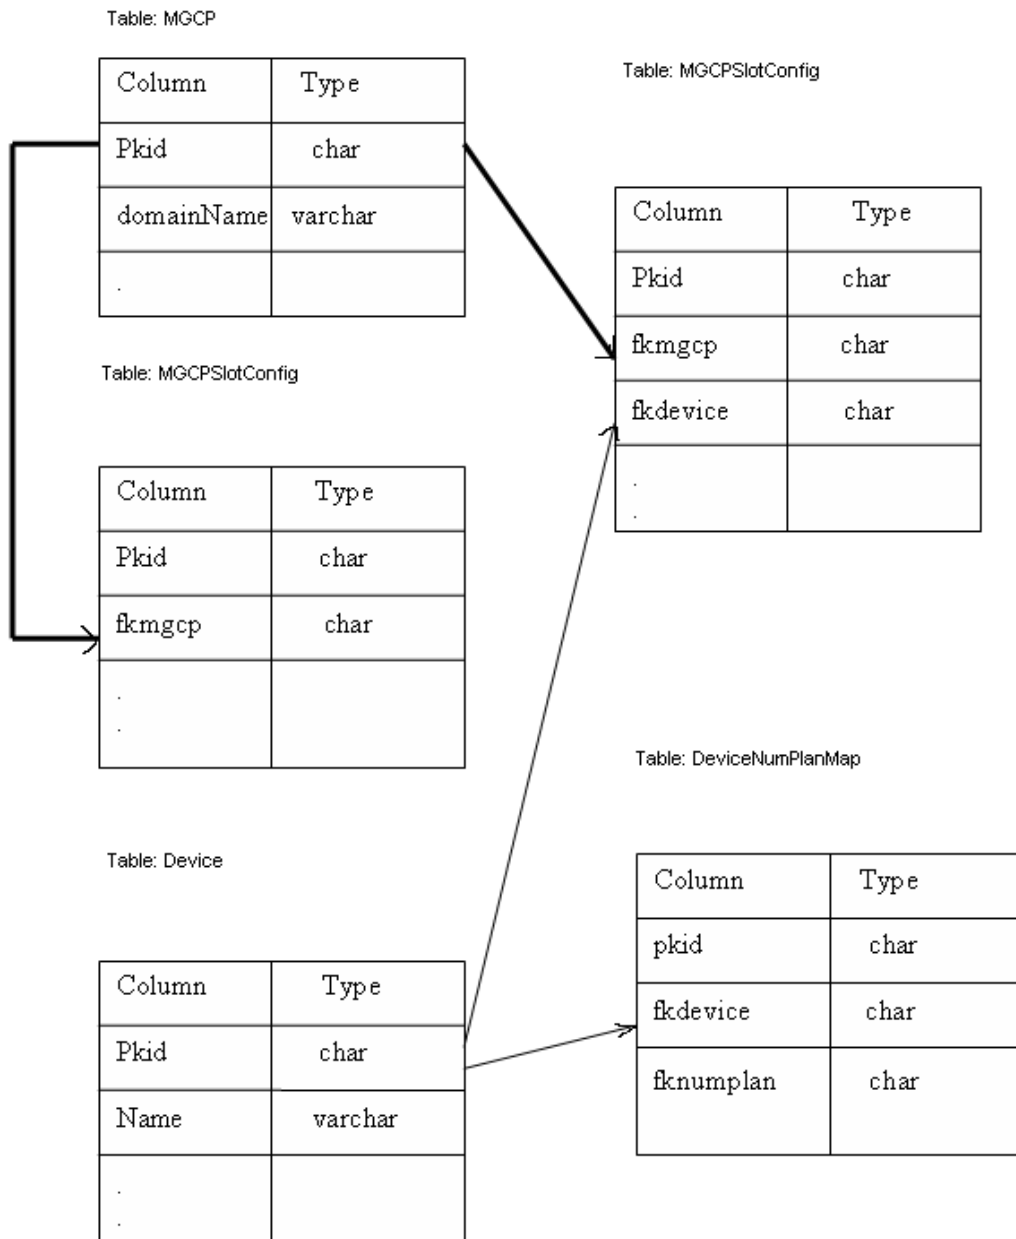 Table: MGCP
Column Type
Pkid char
domainName varchar
.
Table: MGCPSlotConfig
Column Type
Pkid char
fkmgcp char
fkdevice char
.
.
Table: MGCPSlotConfig
Column Type
Pkid char
fkmgcp char
.
.
Table: DeviceNumPlanMap
Column Type
pkid char
fkdevice char
fknumplan char
Table: Device
Column Type
Pkid char
Name varchar
.
.